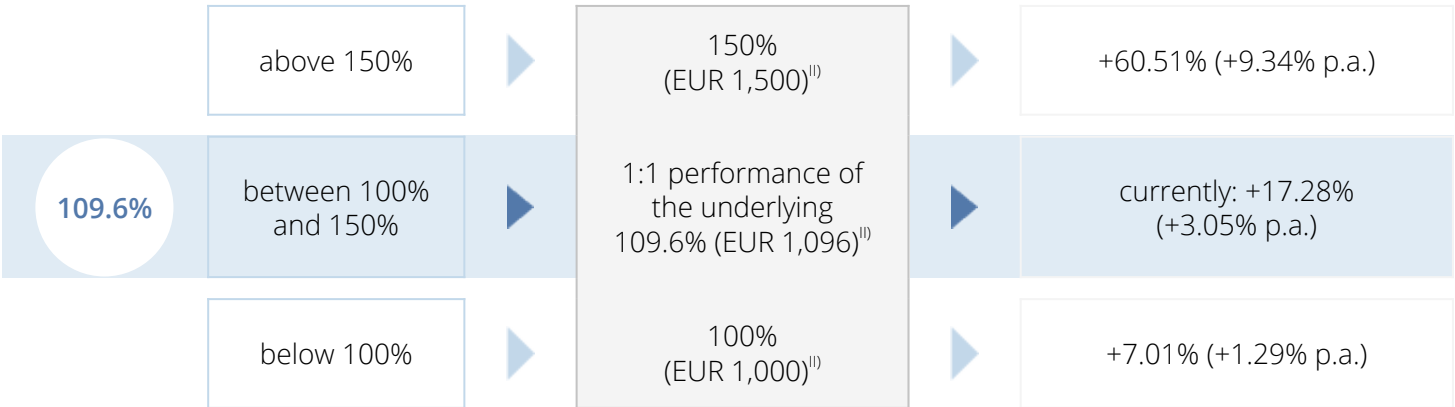 above 150%
150%
(EUR 1,500)II)
+60.51% (+9.34% p.a.)
109.6%
between 100%
and 150%
1:1 performance of
the underlying
109.6% (EUR 1,096)II)
currently: +17.28%
(+3.05% p.a.)
below 100%
100%
(EUR 1,000)II)
+7.01% (+1.29% p.a.)